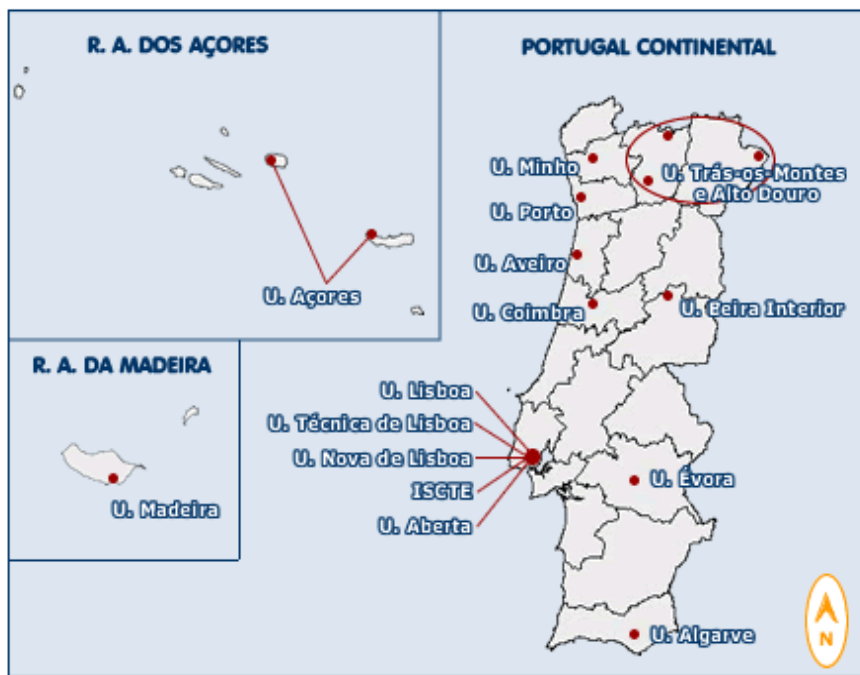 R. A. DOS AÇORES
PORTUGAL CONTINENTAL
U. Minho
U. Trás-os-Montes
e Alto Douro
U. Porto
U. Aveiro
U. Açores
U. Coimbra
U. Beira Interior
R. A. DA MADEIRA
U. Lisboa
U. Técnica de Lisboa
U. Nova de Lisboa
ISCTE
U. Aberta
U. Évora
U. Madeira
U. Algarve
N